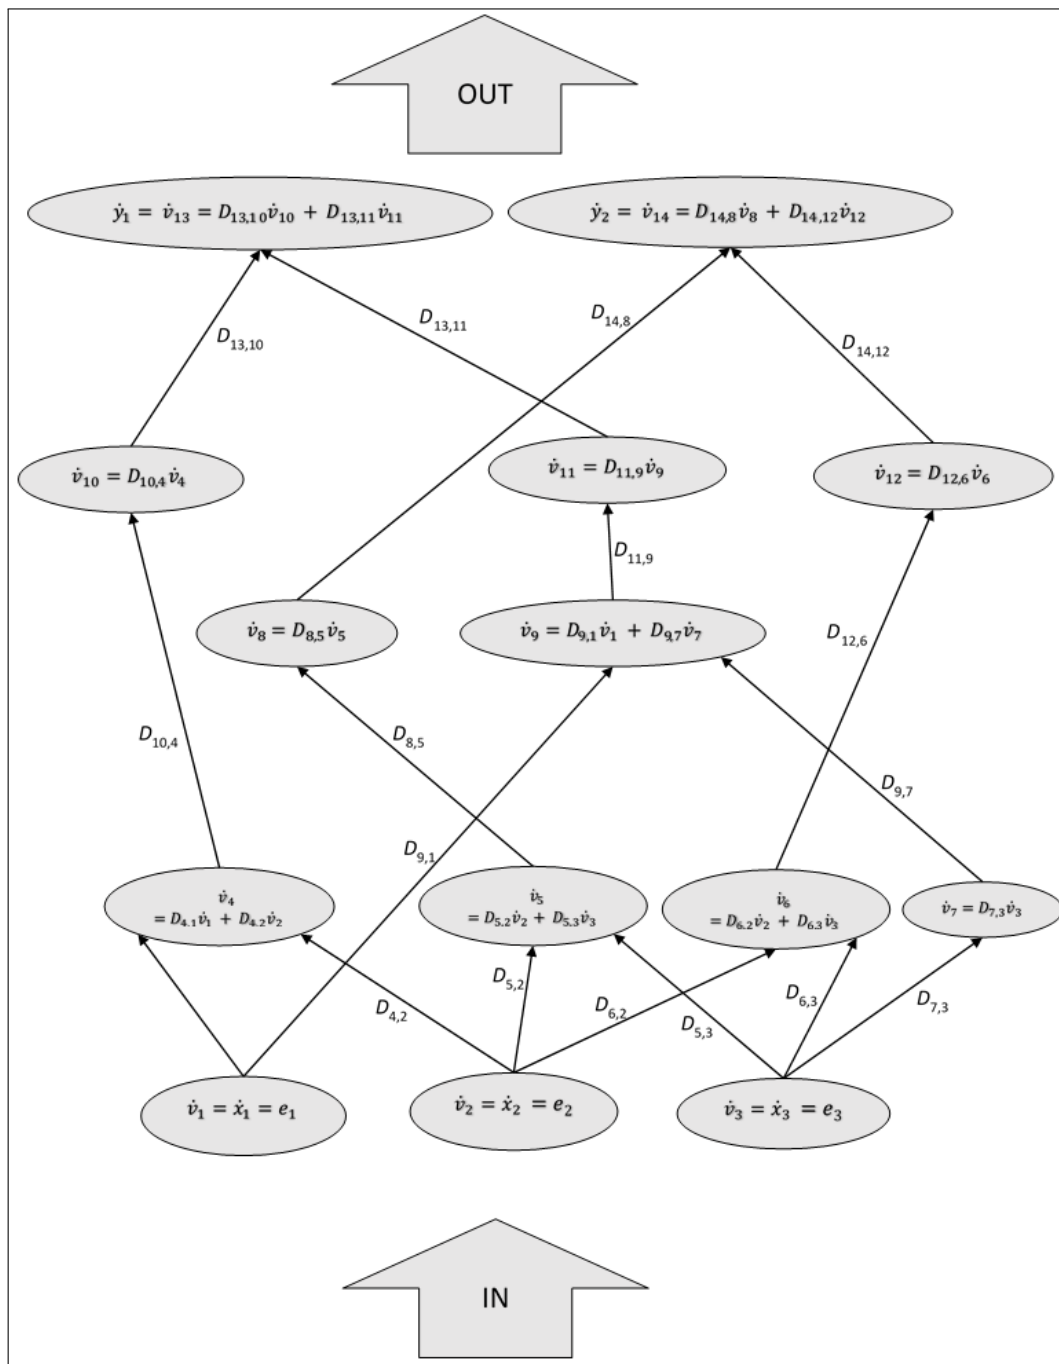 OUT
ẏ₁ = v̇₁₃ = D₁₃,₁₀v̇₁₀ + D₁₃,₁₁v̇₁₁
ẏ₂ = v̇₁₄ = D₁₄,₈v̇₈ + D₁₄,₁₂v̇₁₂
D₁₃,₁₀
D₁₃,₁₁
D₁₄,₈
D₁₄,₁₂
v̇₁₀ = D₁₀,₄v̇₄
v̇₁₁ = D₁₁,₉v̇₉
v̇₁₂ = D₁₂,₆v̇₆
D₁₁,₉
v̇₈ = D₈,₅v̇₅
v̇₉ = D₉,₁v̇₁ + D₉,₇v̇₇
D₁₂,₆
D₁₀,₄
D₈,₅
D₉,₇
D₉,₁
v̇₄
= D₄.₁v̇₁ + D₄.₂v̇₂
v̇₅
= D₅.₂v̇₂ + D₅.₃v̇₃
v̇₆
= D₆.₂v̇₂ + D₆.₃v̇₃
v̇₇ = D₇,₃v̇₃
D₄,₂
D₅,₂
D₆,₂
D₅,₃
D₆,₃
D₇,₃
v̇₁ = ẋ₁ = e₁
v̇₂ = ẋ₂ = e₂
v̇₃ = ẋ₃ = e₃
IN